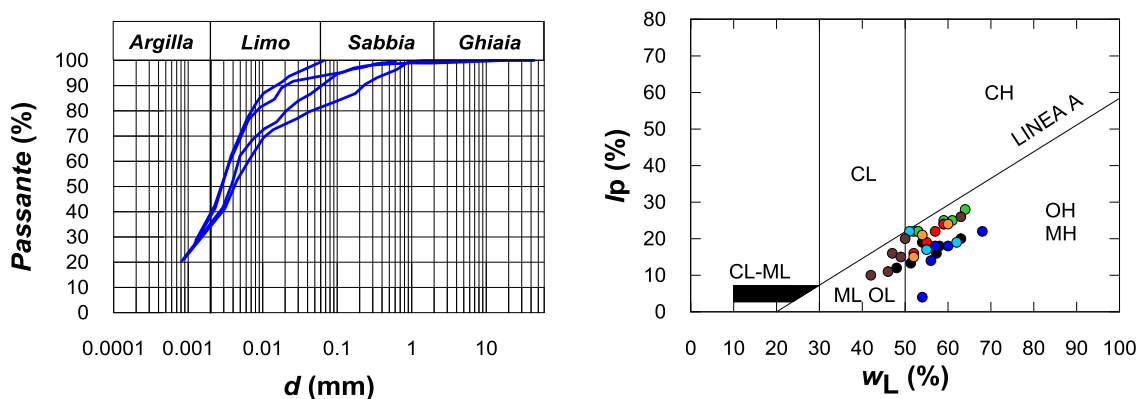 Argilla Limo Sabbia Ghiaia
100
90
80
70
60
50
40
30
20
10
0
Passante (%)
0.0001 0.001 0.01 0.1 1 10
d (mm)
80
70
60
50
40
30
20
10
0
Ip (%)
CH
LINEA A
CL
OH
MH
CL-ML
ML OL
0 10 20 30 40 50 60 70 80 90 100
wL (%)